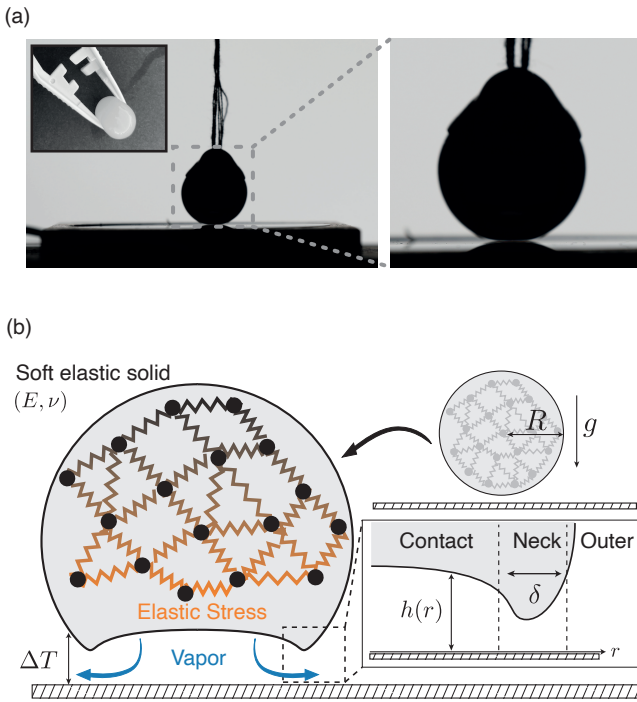 (a)
(b)
Soft elastic solid
(E, ν)
R
g
Contact
Neck
Outer
δ
h(r)
r
Elastic Stress
ΔT
Vapor